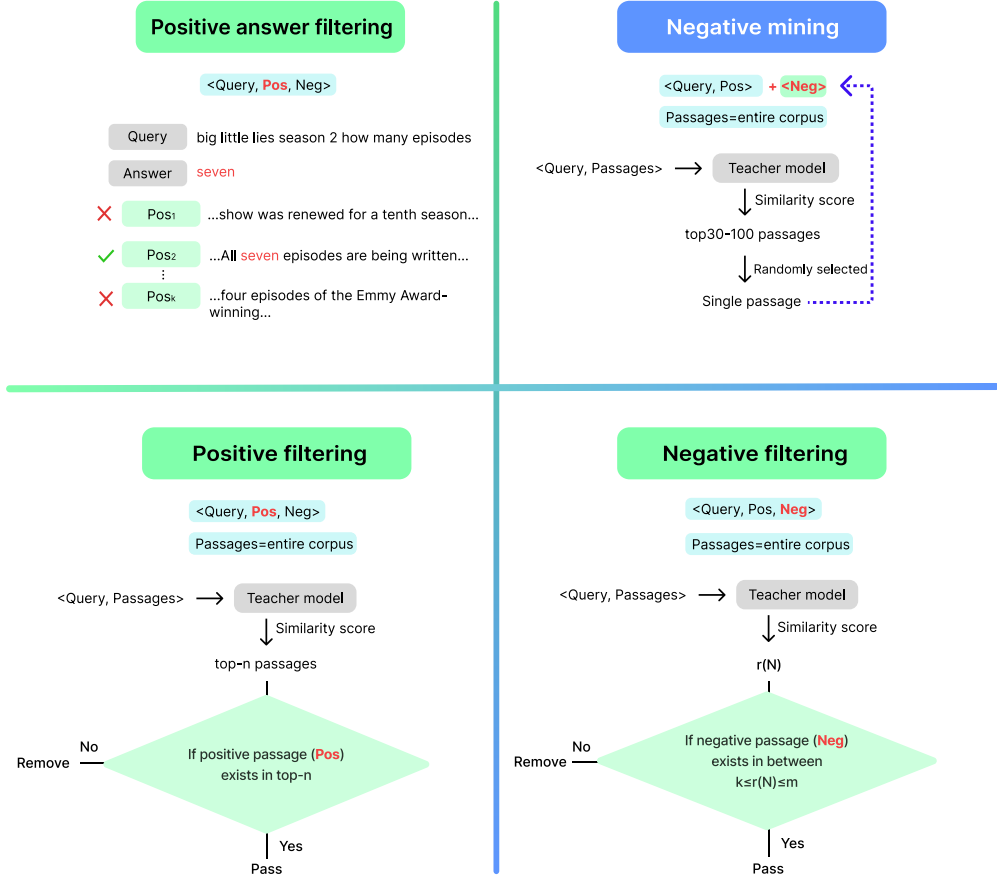 Positive answer filtering
<Query, Pos, Neg>
Query
big little lies season 2 how many episodes
Answer
seven
Pos1
...show was renewed for a tenth season...
Pos2
...All seven episodes are being written...
Posk
...four episodes of the Emmy Award-
winning...
Negative mining
<Query, Pos> + <Neg>
Passages=entire corpus
<Query, Passages>
Teacher model
Similarity score
top30-100 passages
Randomly selected
Single passage
Positive filtering
<Query, Pos, Neg>
Passages=entire corpus
<Query, Passages>
Teacher model
Similarity score
top-n passages
If positive passage (Pos)
exists in top-n
No
Remove
Yes
Pass
Negative filtering
<Query, Pos, Neg>
Passages=entire corpus
<Query, Passages>
Teacher model
Similarity score
r(N)
If negative passage (Neg)
exists in between
k≤r(N)≤m
No
Remove
Yes
Pass